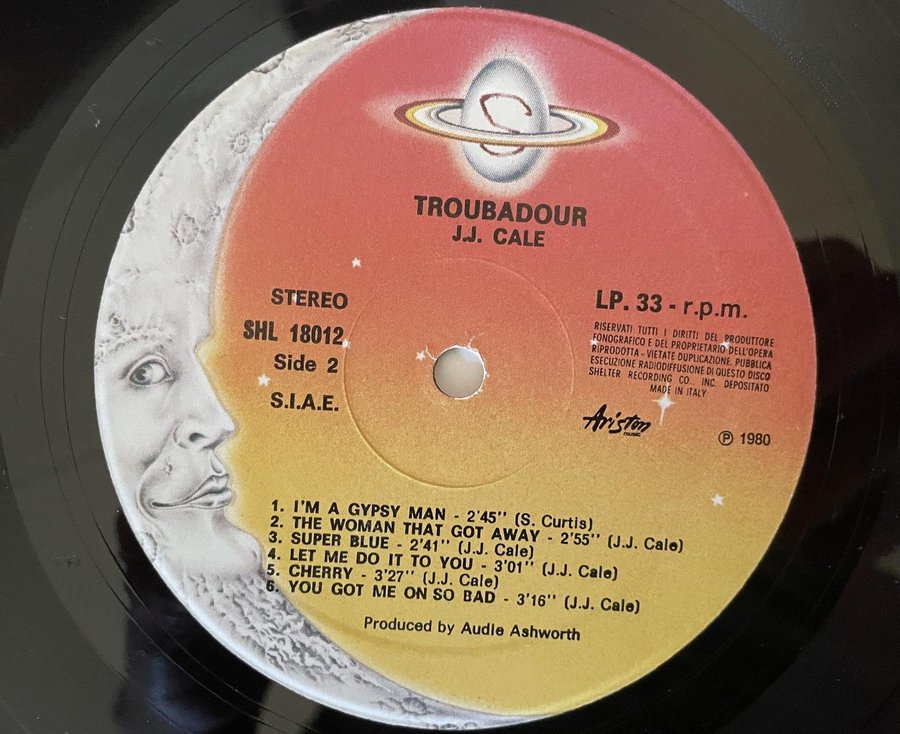 S
TROUBADOUR
J.J. CALE
STEREO
SHL 18012
Side 2
S.I.A.E.
LP. 33 - r.p.m.
RISERVATI TUTTI I DIRITTI DEL PRODUTTORE
FONOGRAFICO E DEL PROPRIETARIO DELL'OPERA
RIPRODOTTA - VIETATE DUPLICAZIONE. PUBBLICA
ESECUZIONE RADIODIFFUSIONE DI QUESTO DISCO
SHELTER RECORDING CO., INC. DEPOSITATO
MADE IN ITALY
Ariston
music
℗ 1980
1. I'M A GYPSY MAN - 2'45'' (S. Curtis)
2. THE WOMAN THAT GOT AWAY - 2'55'' (J.J. Cale)
3. SUPER BLUE - 2'41'' (J.J. Cale)
4. LET ME DO IT TO YOU - 3'01'' (J.J. Cale)
5. CHERRY - 3'27'' (J.J. Cale)
6. YOU GOT ME ON SO BAD - 3'16'' (J.J. Cale)
Produced by Audie Ashworth